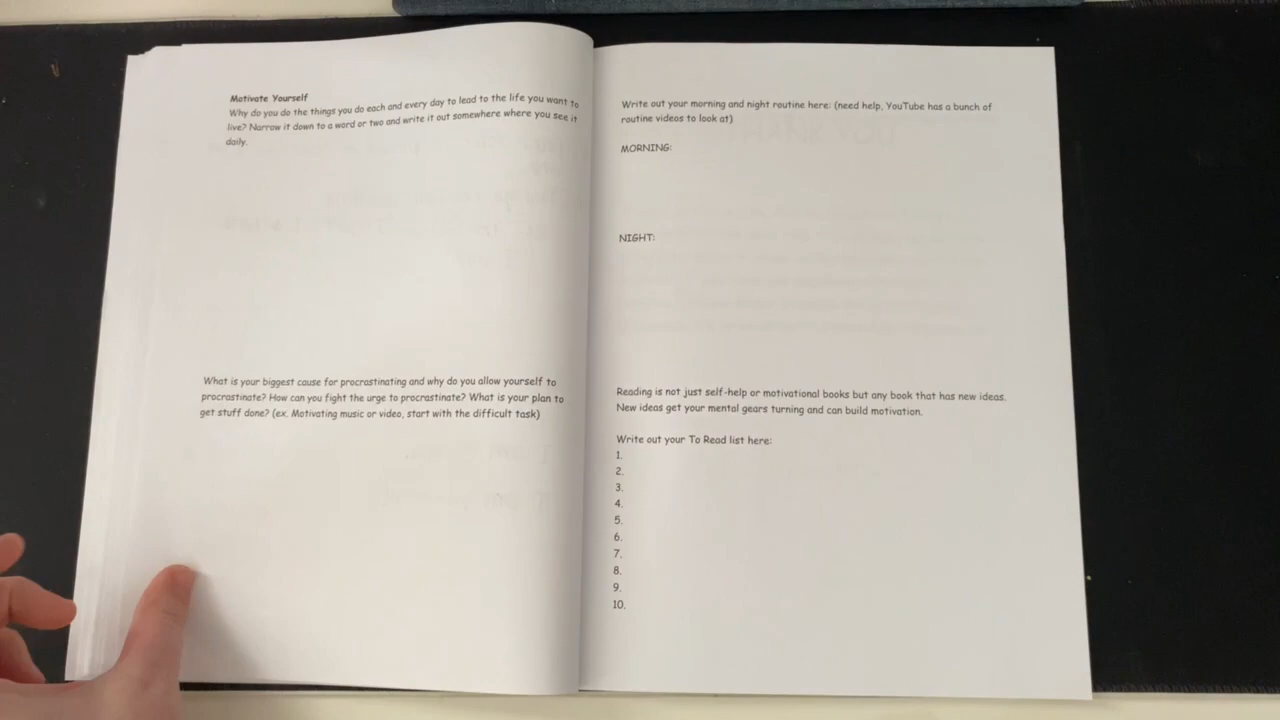 Motivate Yourself
Why do you do the things you do each and every day to lead to the life you want to
live? Narrow it down to a word or two and write it out somewhere where you see it
daily.
What is your biggest cause for procrastinating and why do you allow yourself to
procrastinate? How can you fight the urge to procrastinate? What is your plan to
get stuff done? (ex. Motivating music or video, start with the difficult task)
Write out your morning and night routine here: (need help, YouTube has a bunch of
routine videos to look at)
MORNING:
NIGHT:
Reading is not just self-help or motivational books but any book that has new ideas.
New ideas get your mental gears turning and can build motivation.
Write out your To Read list here:
1.
2.
3.
4.
5.
6.
7.
8.
9.
10.